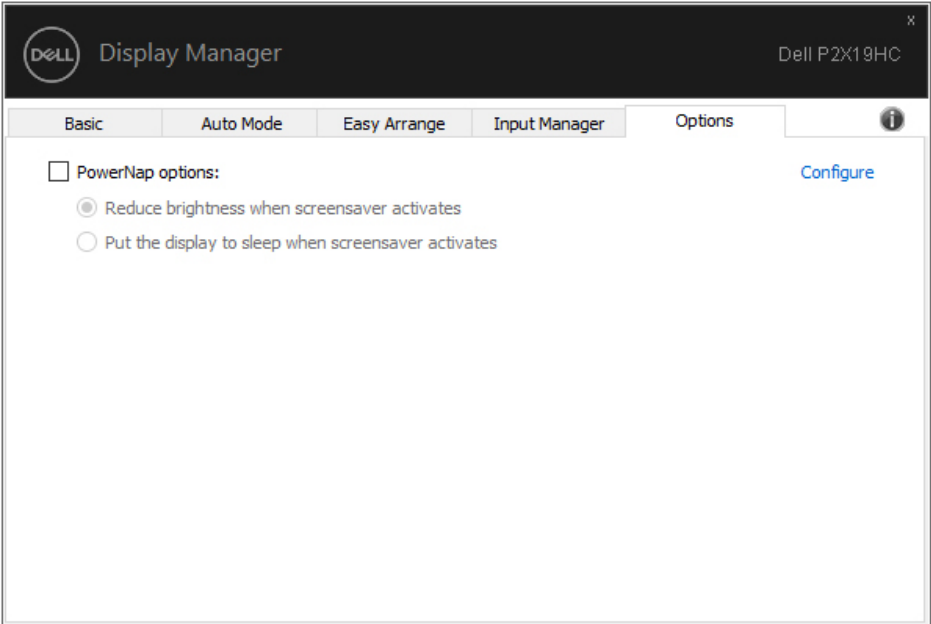 x
DELL Display Manager
Dell P2X19HC
Basic Auto Mode Easy Arrange Input Manager Options i
PowerNap options: Configure
Reduce brightness when screensaver activates
Put the display to sleep when screensaver activates